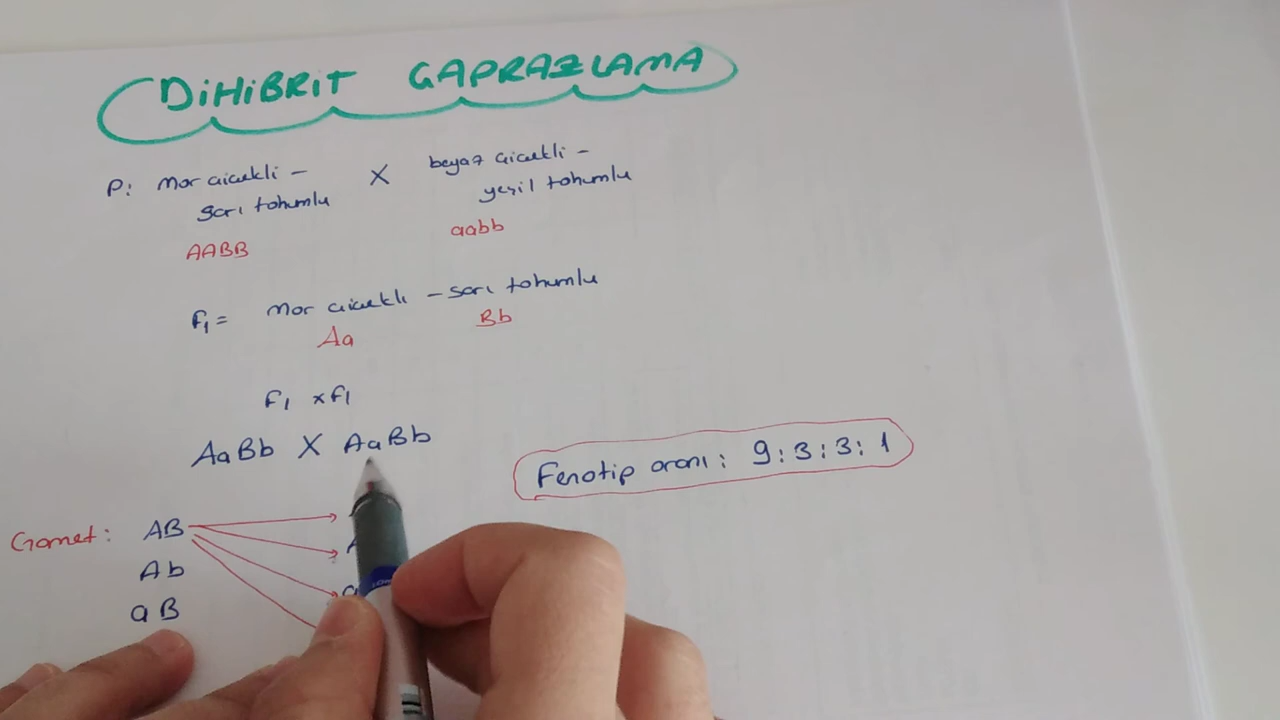 DiHiBRiT ÇAPRAZLAMA
P: Mor çiçekli - X beyaz çiçekli -
sarı tohumlu yeşil tohumlu
AABB aabb
F1 = Mor çiçekli - sarı tohumlu
Aa Bb
F1 x F1
AaBb X AaBb
Fenotip oranı : 9 : 3 : 3 : 1
Gamet : AB
Ab
aB